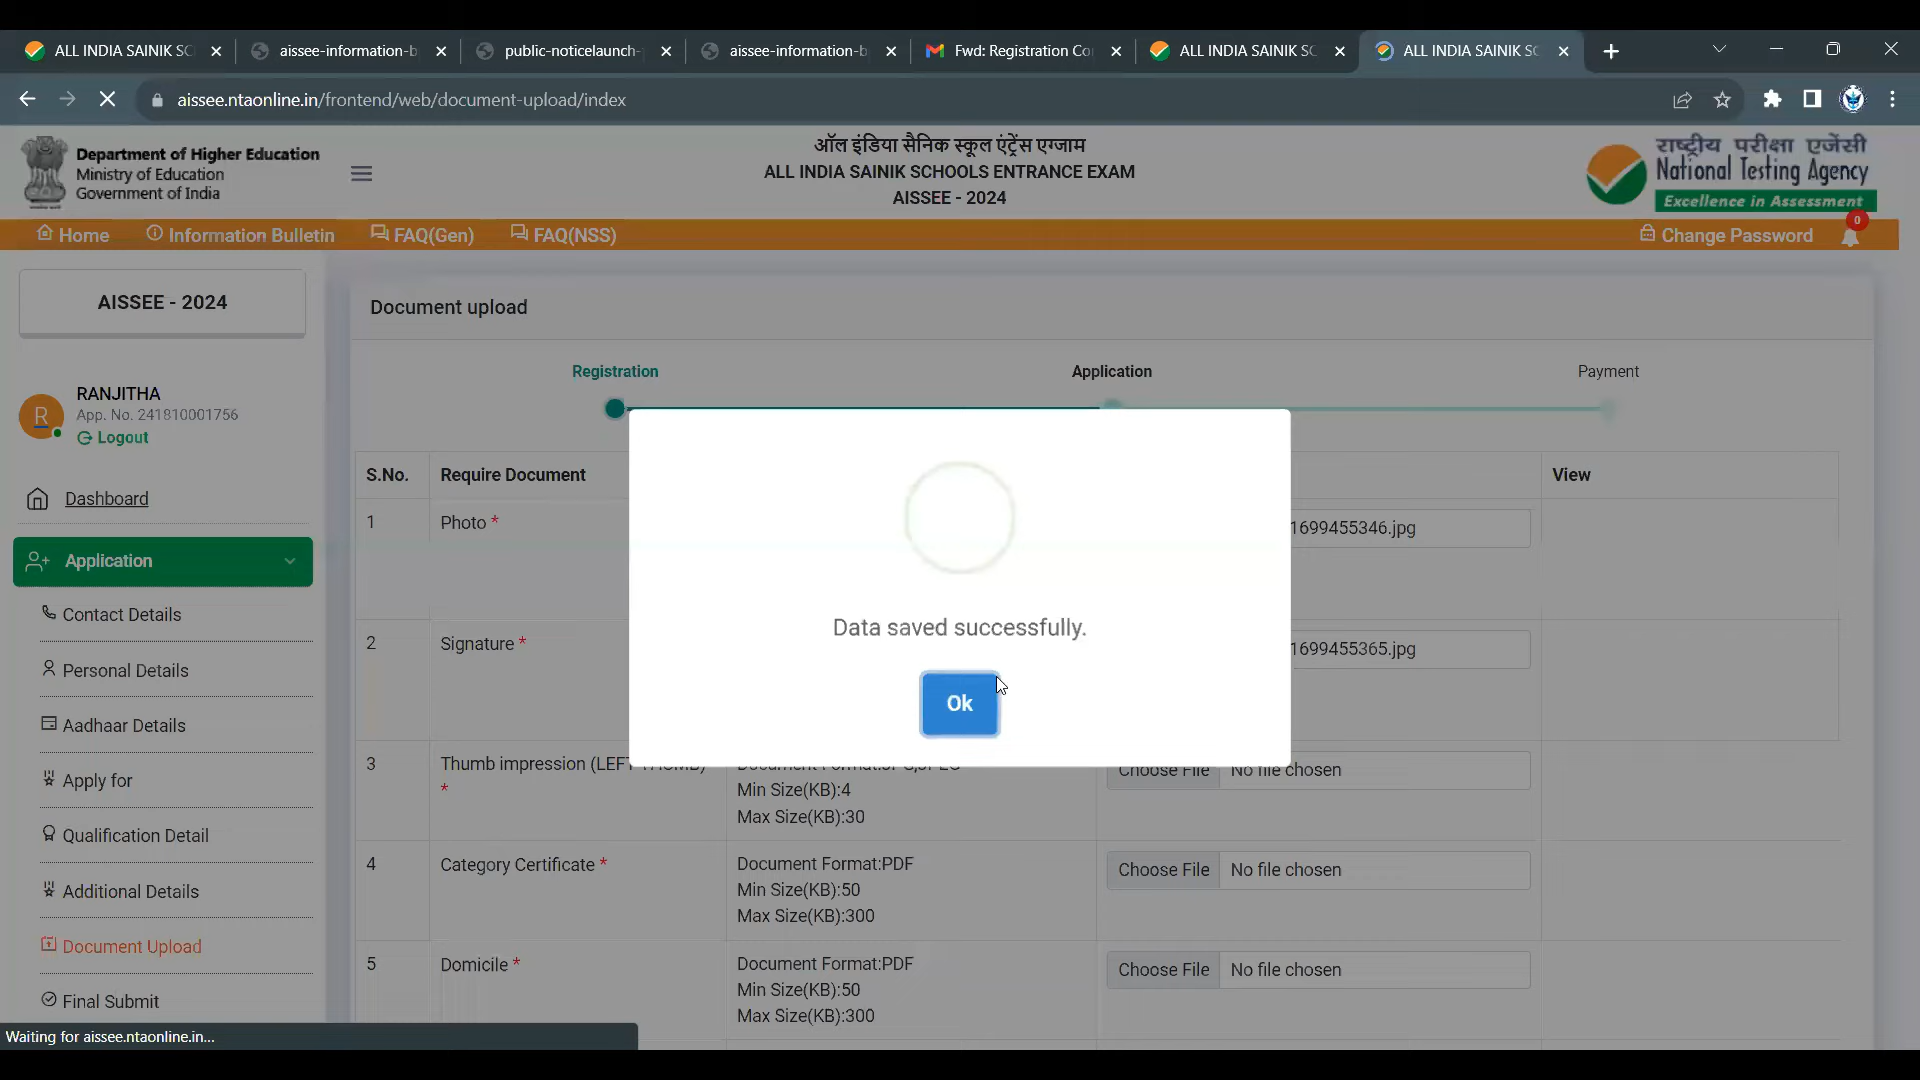 ALL INDIA SAINIK SC
aissee-information-b
public-noticelaunch-
aissee-information-b
Fwd: Registration Co
ALL INDIA SAINIK SC
ALL INDIA SAINIK SC
aissee.ntaonline.in/frontend/web/document-upload/index
Department of Higher Education
Ministry of Education
Government of India
ऑल इंडिया सैनिक स्कूल एंट्रेंस एग्जाम
ALL INDIA SAINIK SCHOOLS ENTRANCE EXAM
AISSEE - 2024
राष्ट्रीय परीक्षा एजेंसी
National Testing Agency
Excellence in Assessment
Home
Information Bulletin
FAQ(Gen)
FAQ(NSS)
Change Password
0
AISSEE - 2024
R
RANJITHA
App. No. 241810001756
Logout
Dashboard
Application
Contact Details
Personal Details
Aadhaar Details
Apply for
Qualification Detail
Additional Details
Document Upload
Final Submit
Document upload
Registration
Application
Payment
S.No.
Require Document
View
1
Photo *
1699455346.jpg
2
Signature *
1699455365.jpg
Data saved successfully.
Ok
3
Thumb impression (LEFT
*
Min Size(KB):4
Max Size(KB):30
Choose File
No file chosen
4
Category Certificate *
Document Format:PDF
Min Size(KB):50
Max Size(KB):300
Choose File
No file chosen
5
Domicile *
Document Format:PDF
Min Size(KB):50
Max Size(KB):300
Choose File
No file chosen
Waiting for aissee.ntaonline.in...